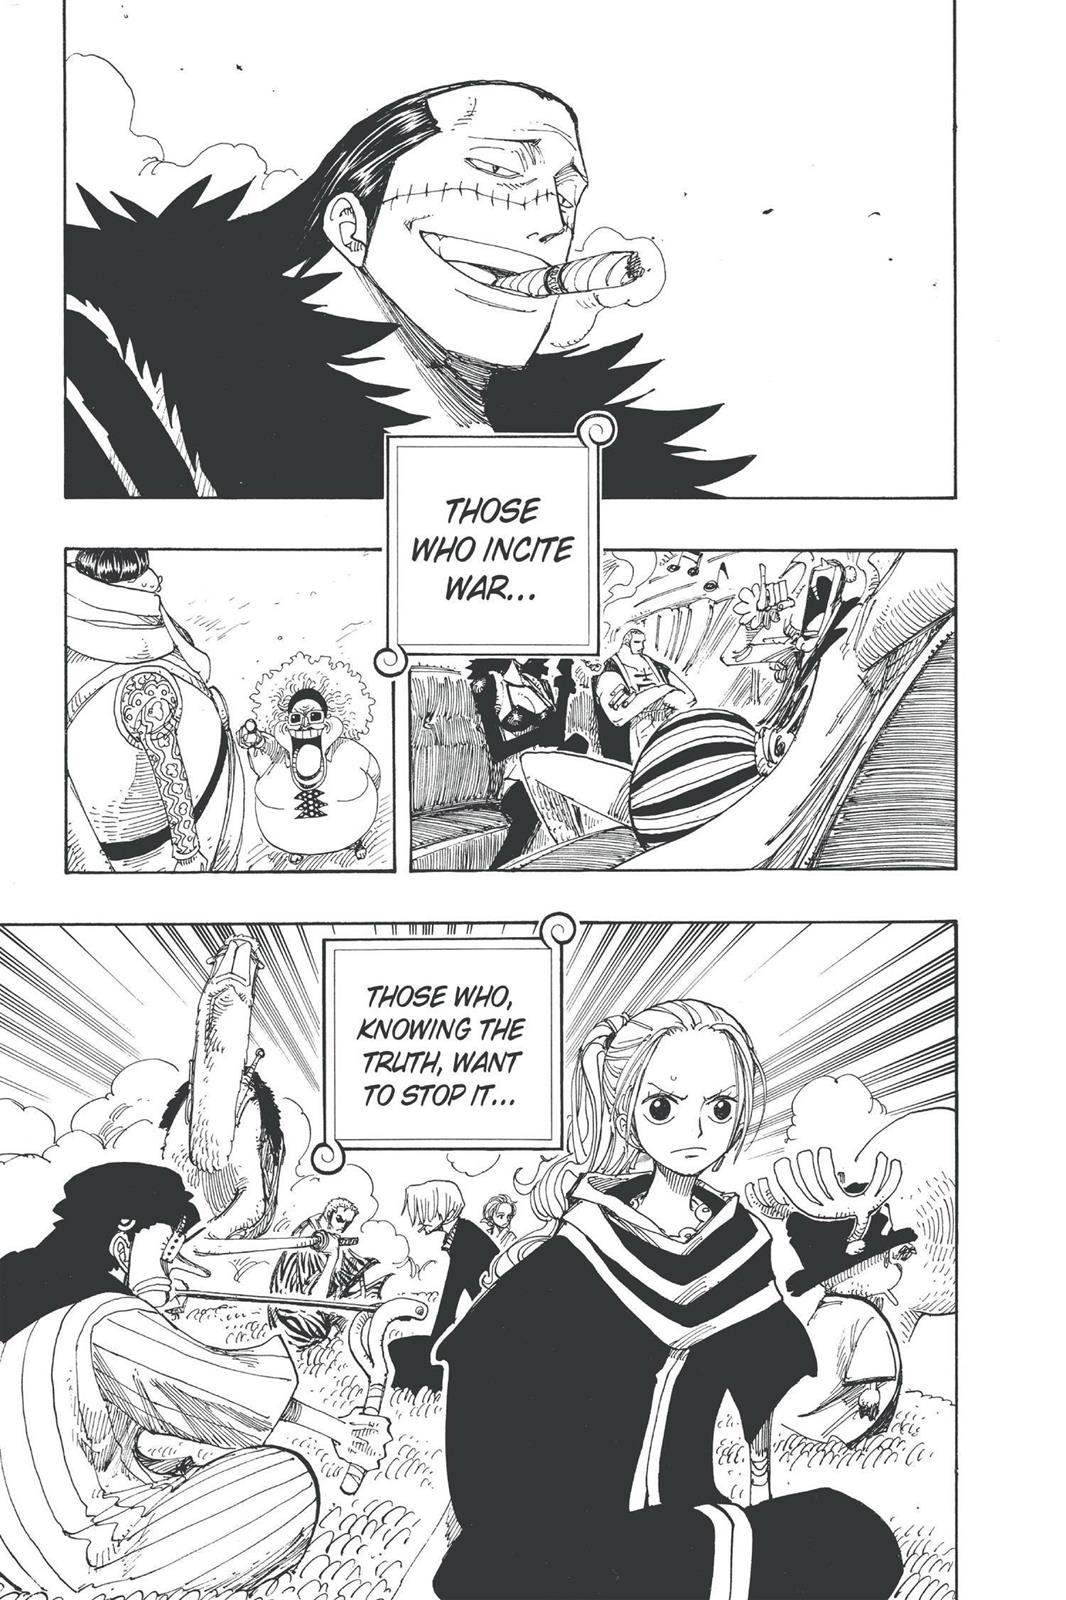 THOSE
WHO INCITE
WAR...
THOSE WHO,
KNOWING THE
TRUTH, WANT
TO STOP IT...